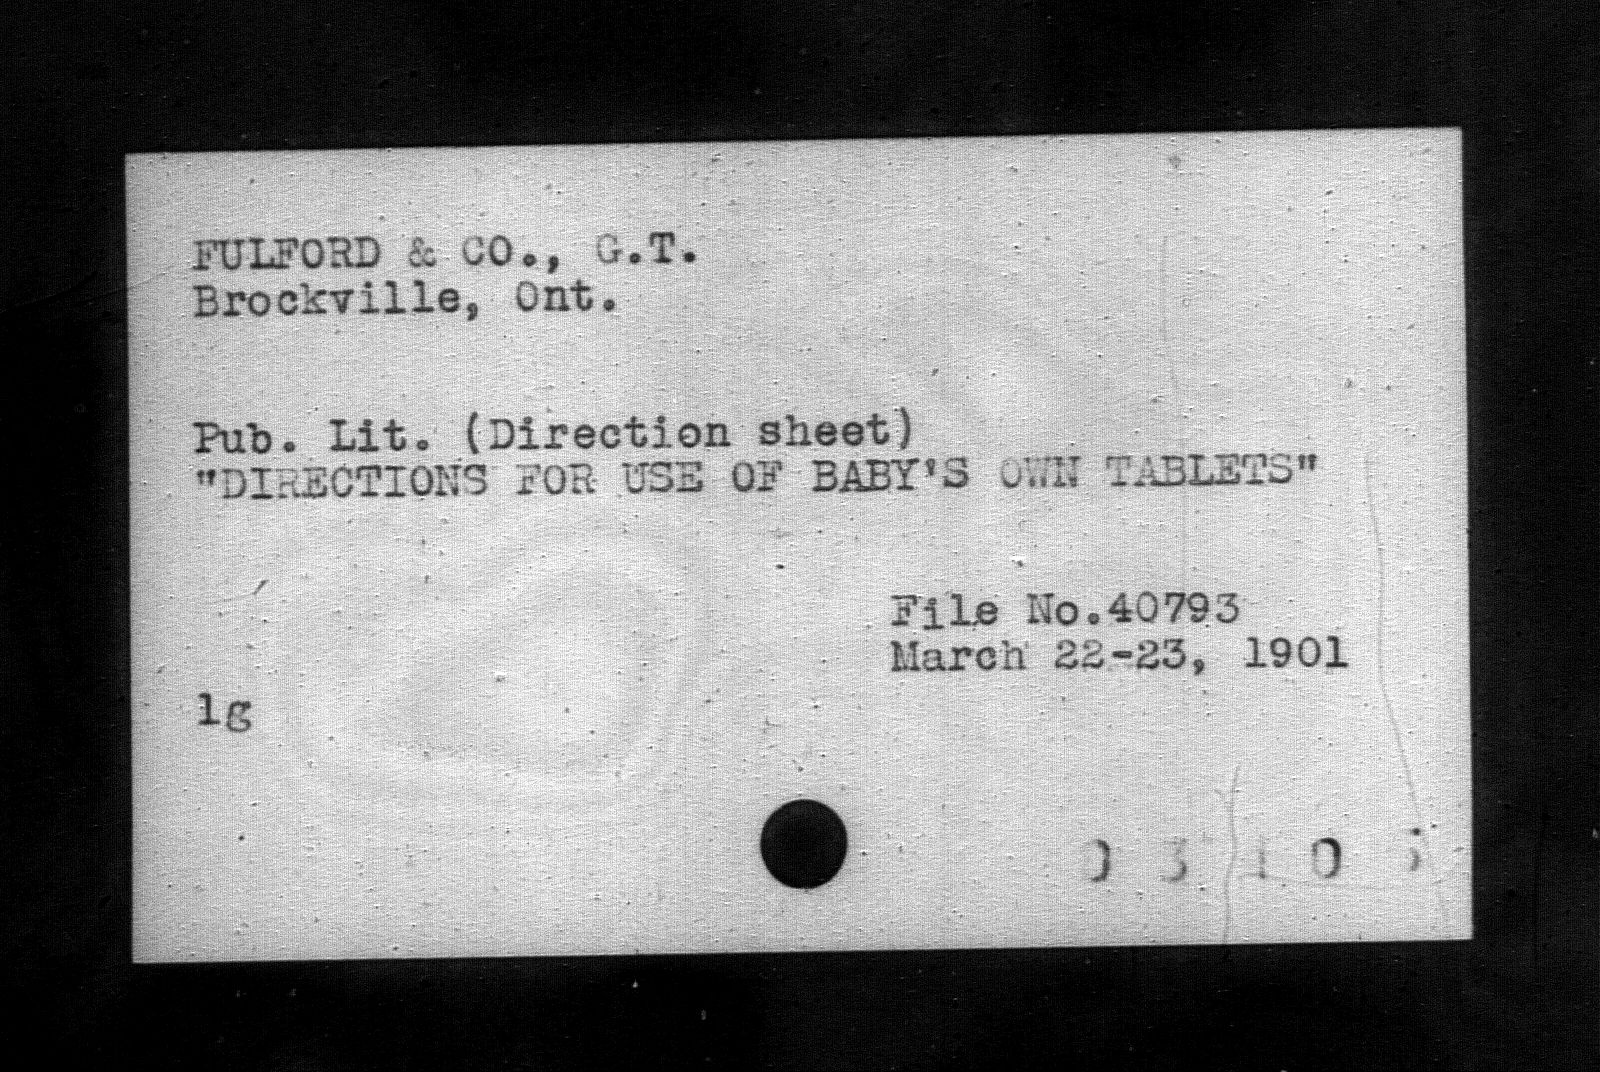 FULFORD & CO., G.T.
Brockville, Ont.
Pub. Lit. (Direction sheet)
"DIRECTIONS FOR USE OF BABY'S OWN TABLETS"
File No.40793
March 22-23, 1901
lg